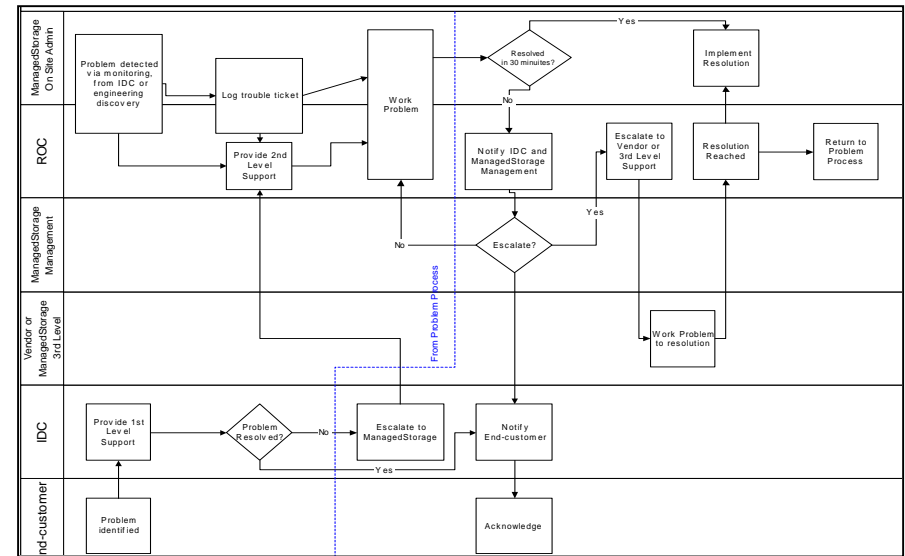 ManagedStorage
On Site Admin
Problem detected
via monitoring,
from IDC or
engineering
discovery
Log trouble ticket
Work
Problem
Resolved
in 30 minuites?
Yes
Implement
Resolution
No
ROC
Provide 2nd
Level
Support
Notify IDC and
ManagedStorage
Management
Escalate to
Vendor or
3rd Level
Support
Resolution
Reached
Return to
Problem
Process
ManagedStorage
Management
No
Escalate?
Yes
Vendor or
ManagedStorage
3rd Level
From Problem Process
Work Problem
to resolution
IDC
Provide 1st
Level
Support
Problem
Resolved?
No
Escalate to
ManagedStorage
Notify
End-customer
Yes
nd-customer
Problem
identified
Acknowledge